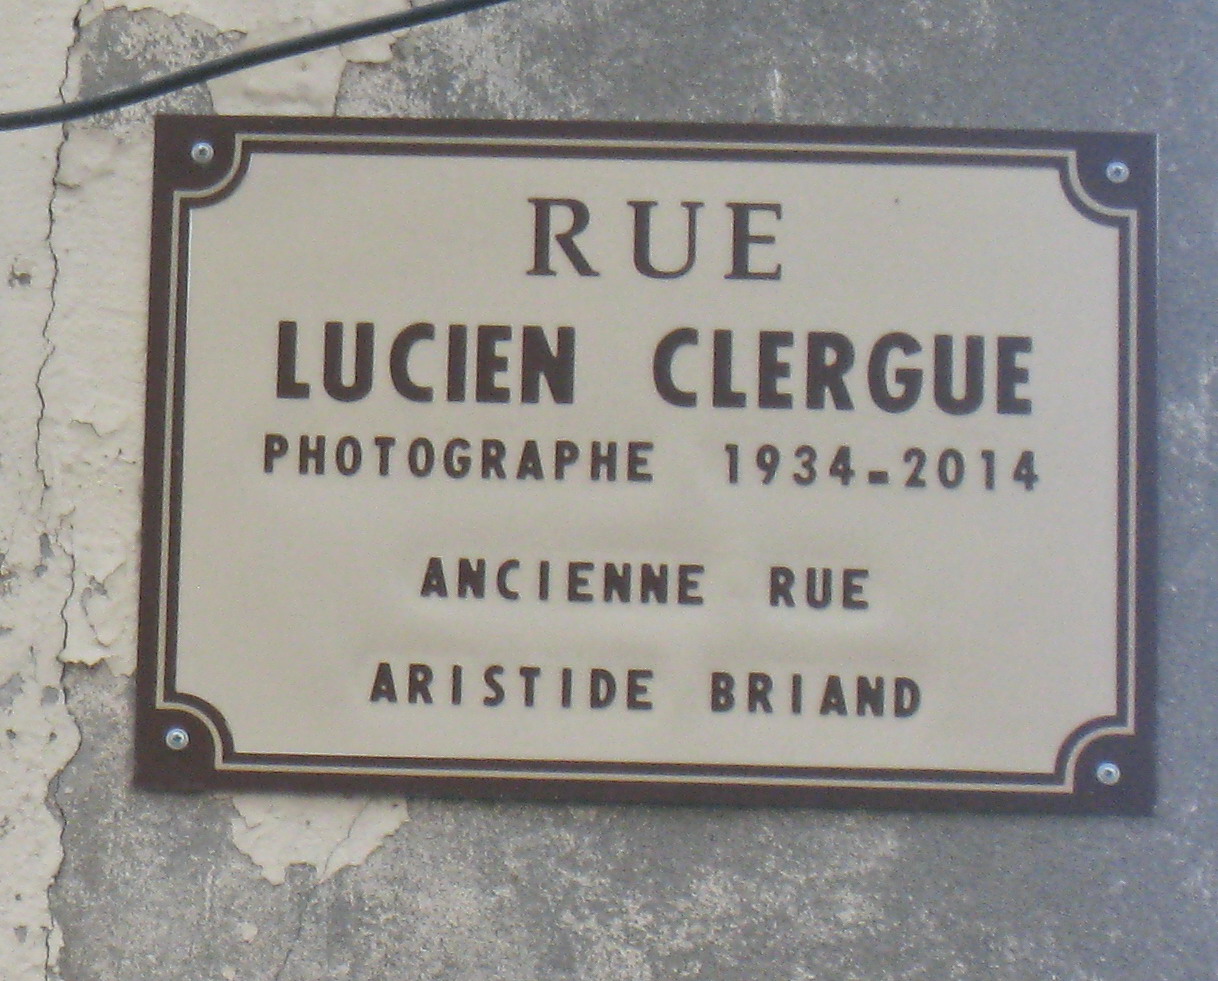 RUE
LUCIEN CLERGUE
PHOTOGRAPHE 1934-2014
ANCIENNE RUE
ARISTIDE BRIAND